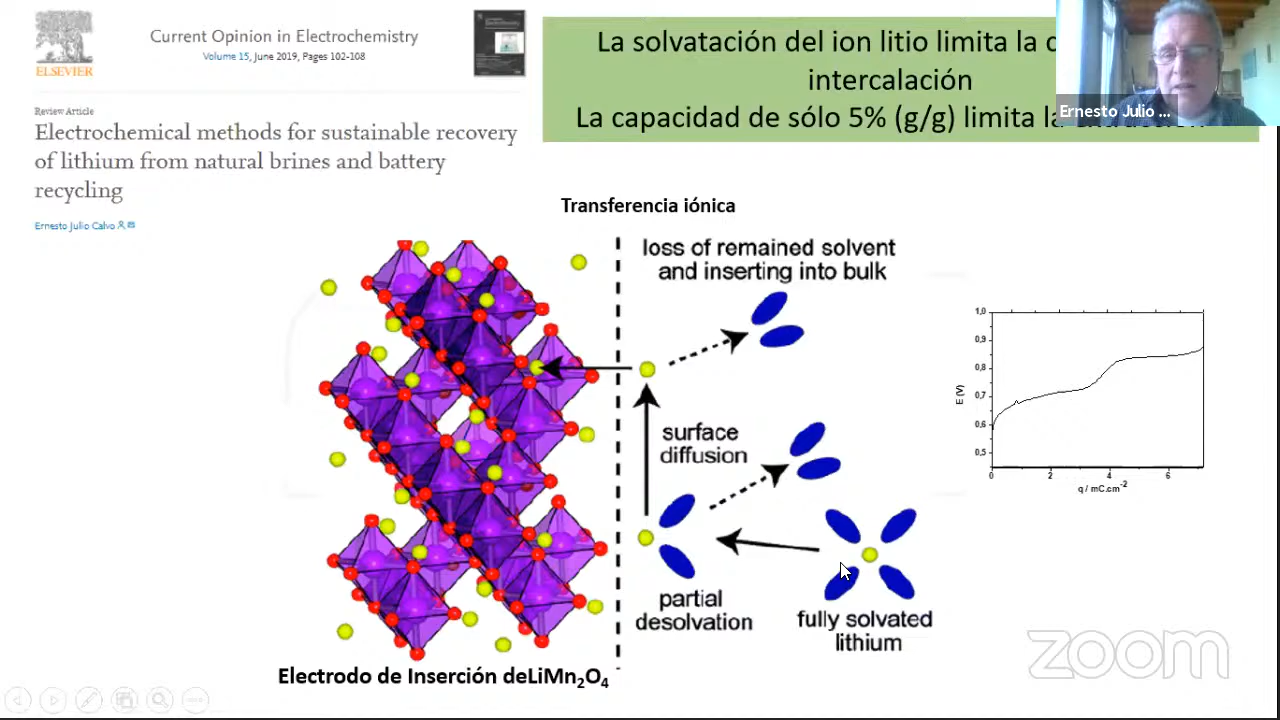 ELSEVIER
Current Opinion in Electrochemistry
Volume 15, June 2019, Pages 102-108
Review Article
Electrochemical methods for sustainable recovery
of lithium from natural brines and battery
recycling
Ernesto Julio Calvo
La solvatación del ion litio limita la
intercalación
La capacidad de sólo 5% (g/g) limita
Ernesto Julio ...
Transferencia iónica
loss of remained solvent
and inserting into bulk
surface
diffusion
partial
desolvation
fully solvated
lithium
Electrodo de Inserción deLiMn2O4
1,0
0,9
0,8
0,7
0,6
0,5
E (V)
0 2 4 6
q / mC.cm-2
zoom